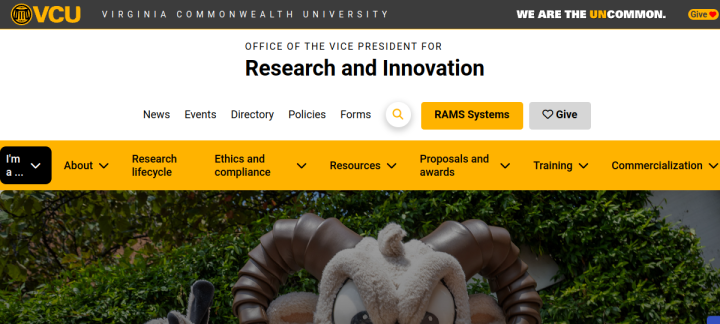 VCU VIRGINIA COMMONWEALTH UNIVERSITY WE ARE THE UNCOMMON. Give
OFFICE OF THE VICE PRESIDENT FOR
Research and Innovation
News Events Directory Policies Forms RAMS Systems Give
I'm
a ...
About
Research
lifecycle
Ethics and
compliance
Resources
Proposals and
awards
Training
Commercialization